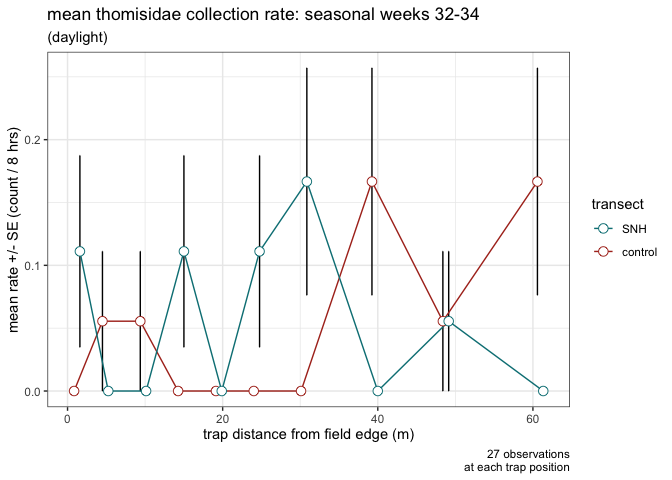 mean thomisidae collection rate: seasonal weeks 32-34
(daylight)
mean rate +/- SE (count / 8 hrs)
0.2
0.1
0.0
0
20
40
60
trap distance from field edge (m)
transect
SNH
control
27 observations
at each trap position